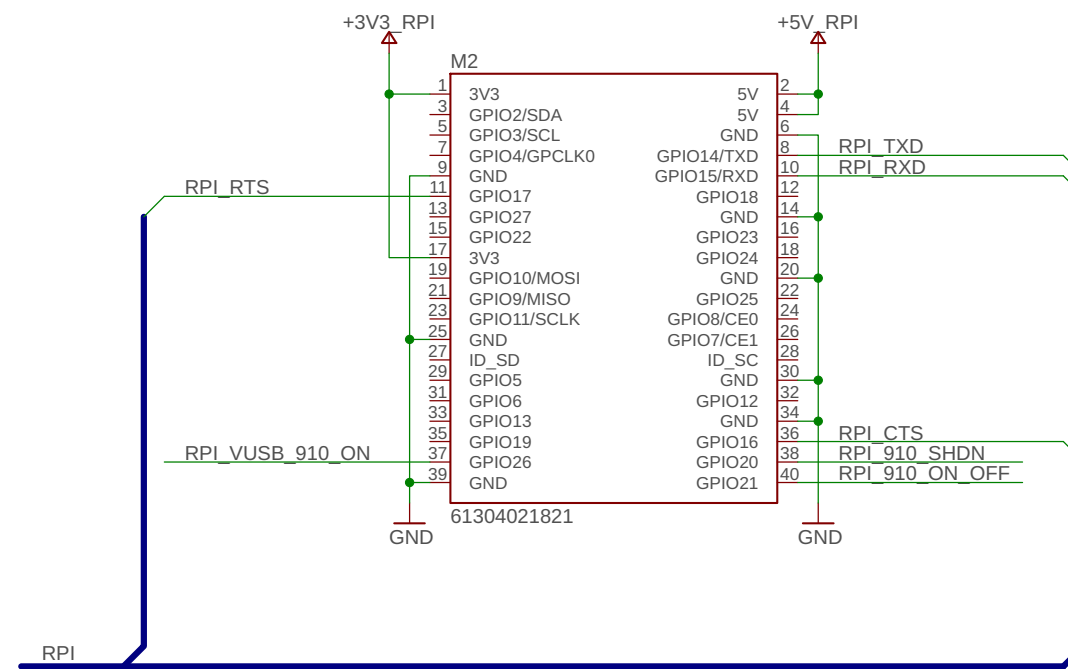 +3V3_RPI +5V_RPI
M2
1 3V3 5V 2
3 GPIO2/SDA 5V 4
5 GPIO3/SCL GND 6
7 GPIO4/GPCLK0 GPIO14/TXD 8 RPI_TXD
9 GND GPIO15/RXD 10 RPI_RXD
RPI_RTS 11 GPIO17 GPIO18 12
13 GPIO27 GND 14
15 GPIO22 GPIO23 16
17 3V3 GPIO24 18
19 GPIO10/MOSI GND 20
21 GPIO9/MISO GPIO25 22
23 GPIO11/SCLK GPIO8/CE0 24
25 GND GPIO7/CE1 26
27 ID_SD ID_SC 28
29 GPIO5 GND 30
31 GPIO6 GPIO12 32
33 GPIO13 GND 34
35 GPIO19 GPIO16 36 RPI_CTS
RPI_VUSB_910_ON 37 GPIO26 GPIO20 38 RPI_910_SHDN
39 GND GPIO21 40 RPI_910_ON_OFF
61304021821
GND GND
RPI